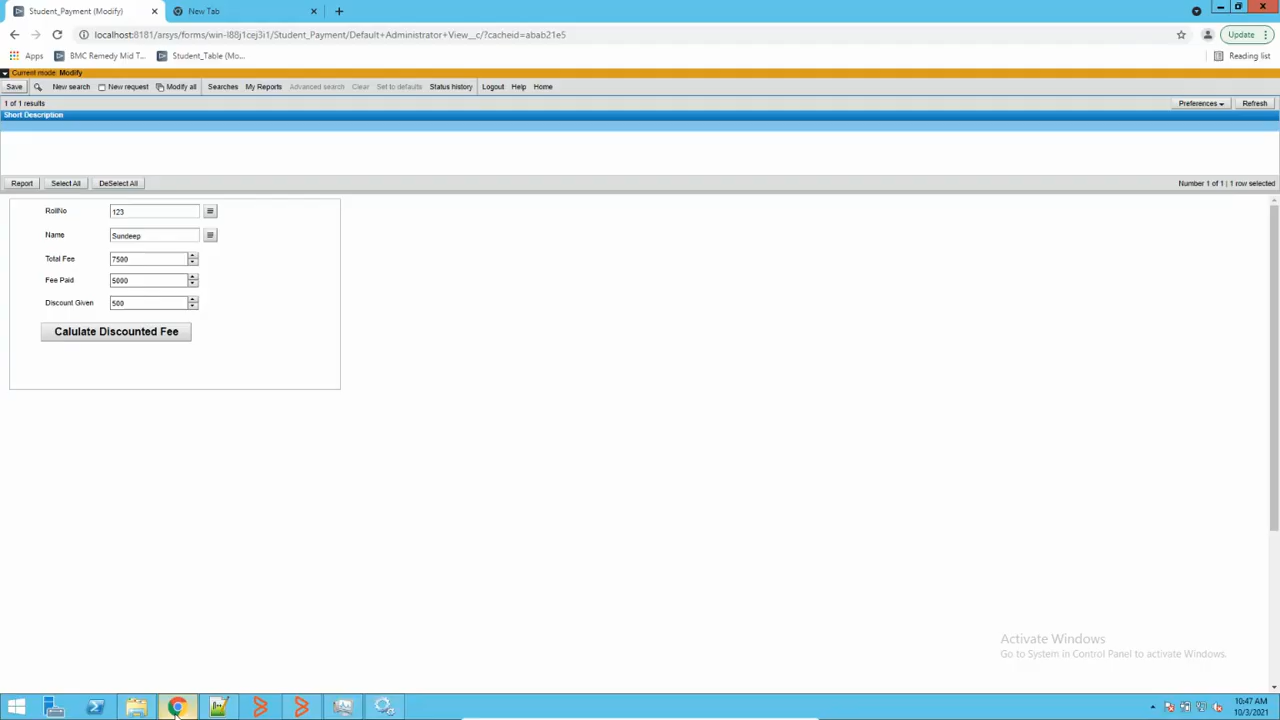 Student_Payment (Modify)
New Tab
localhost:8181/arsys/forms/win-l88j1cej3i1/Student_Payment/Default+Administrator+View__c/?cacheid=abab21e5
Update
Apps
BMC Remedy Mid T...
Student_Table (Mo...
Reading list
Current mode: Modify
Save
New search
New request
Modify all
Searches
My Reports
Advanced search
Clear
Set to defaults
Status history
Logout
Help
Home
1 of 1 results
Preferences
Refresh
Short Description
Report
Select All
DeSelect All
Number 1 of 1 | 1 row selected
RollNo 123
Name Sundeep
Total Fee 7500
Fee Paid 5000
Discount Given 500
Calulate Discounted Fee
Activate Windows
Go to System in Control Panel to activate Windows.
10:47 AM
10/3/2021